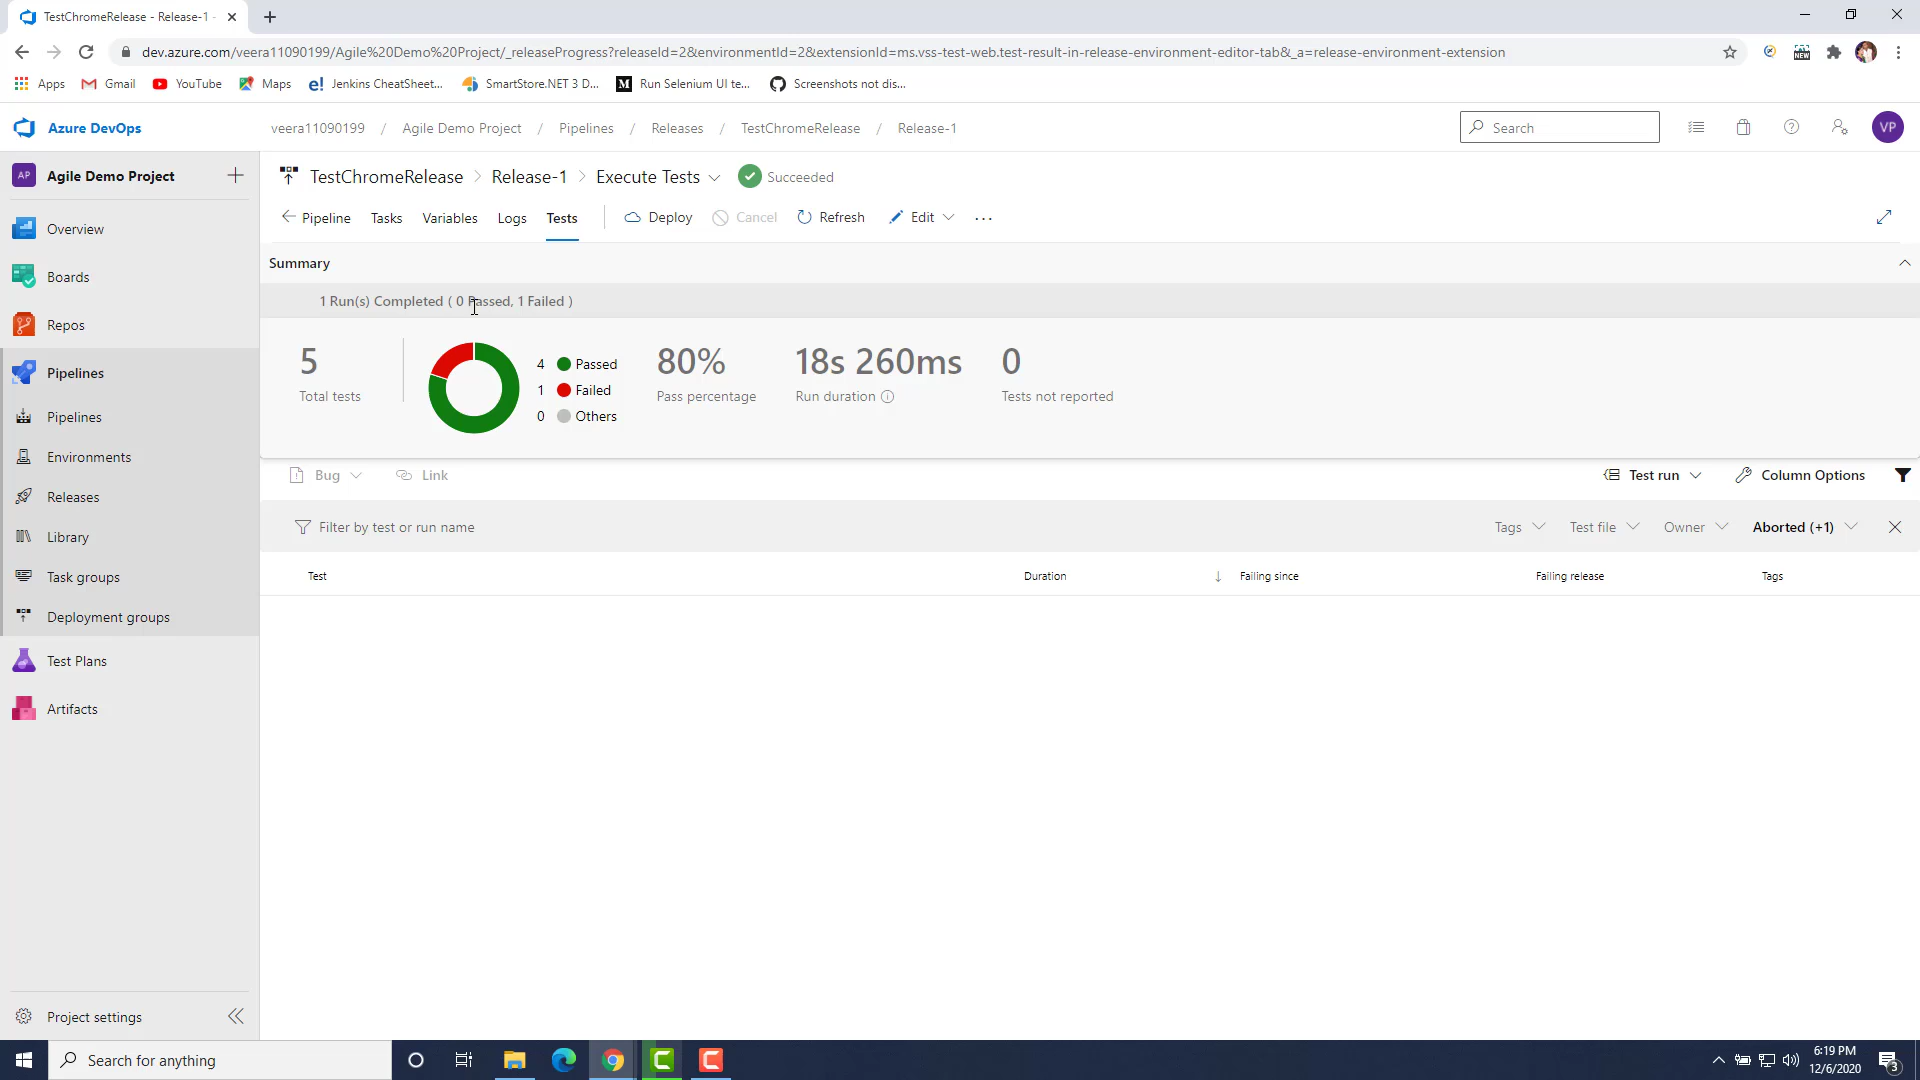 TestChromeRelease - Release-1 -
dev.azure.com/veera11090199/Agile%20Demo%20Project/_releaseProgress?releaseId=2&environmentId=2&extensionId=ms.vss-test-web.test-result-in-release-environment-editor-tab&_a=release-environment-extension
NEW
Apps Gmail YouTube Maps Jenkins CheatSheet... SmartStore.NET 3 D... Run Selenium UI te... Screenshots not dis...
Azure DevOps
veera11090199 / Agile Demo Project / Pipelines / Releases / TestChromeRelease / Release-1
Search
VP
AP Agile Demo Project
TestChromeRelease > Release-1 > Execute Tests Succeeded
Pipeline Tasks Variables Logs Tests Deploy Cancel Refresh Edit ...
Overview
Boards
Repos
Pipelines
Pipelines
Environments
Releases
Library
Task groups
Deployment groups
Test Plans
Artifacts
Project settings
Summary
1 Run(s) Completed ( 0 Passed, 1 Failed )
5
Total tests
4 Passed
1 Failed
0 Others
80%
Pass percentage
18s 260ms
Run duration
0
Tests not reported
Bug Link Test run Column Options
Filter by test or run name Tags Test file Owner Aborted (+1)
Test Duration Failing since Failing release Tags
Search for anything
6:19 PM
12/6/2020
3